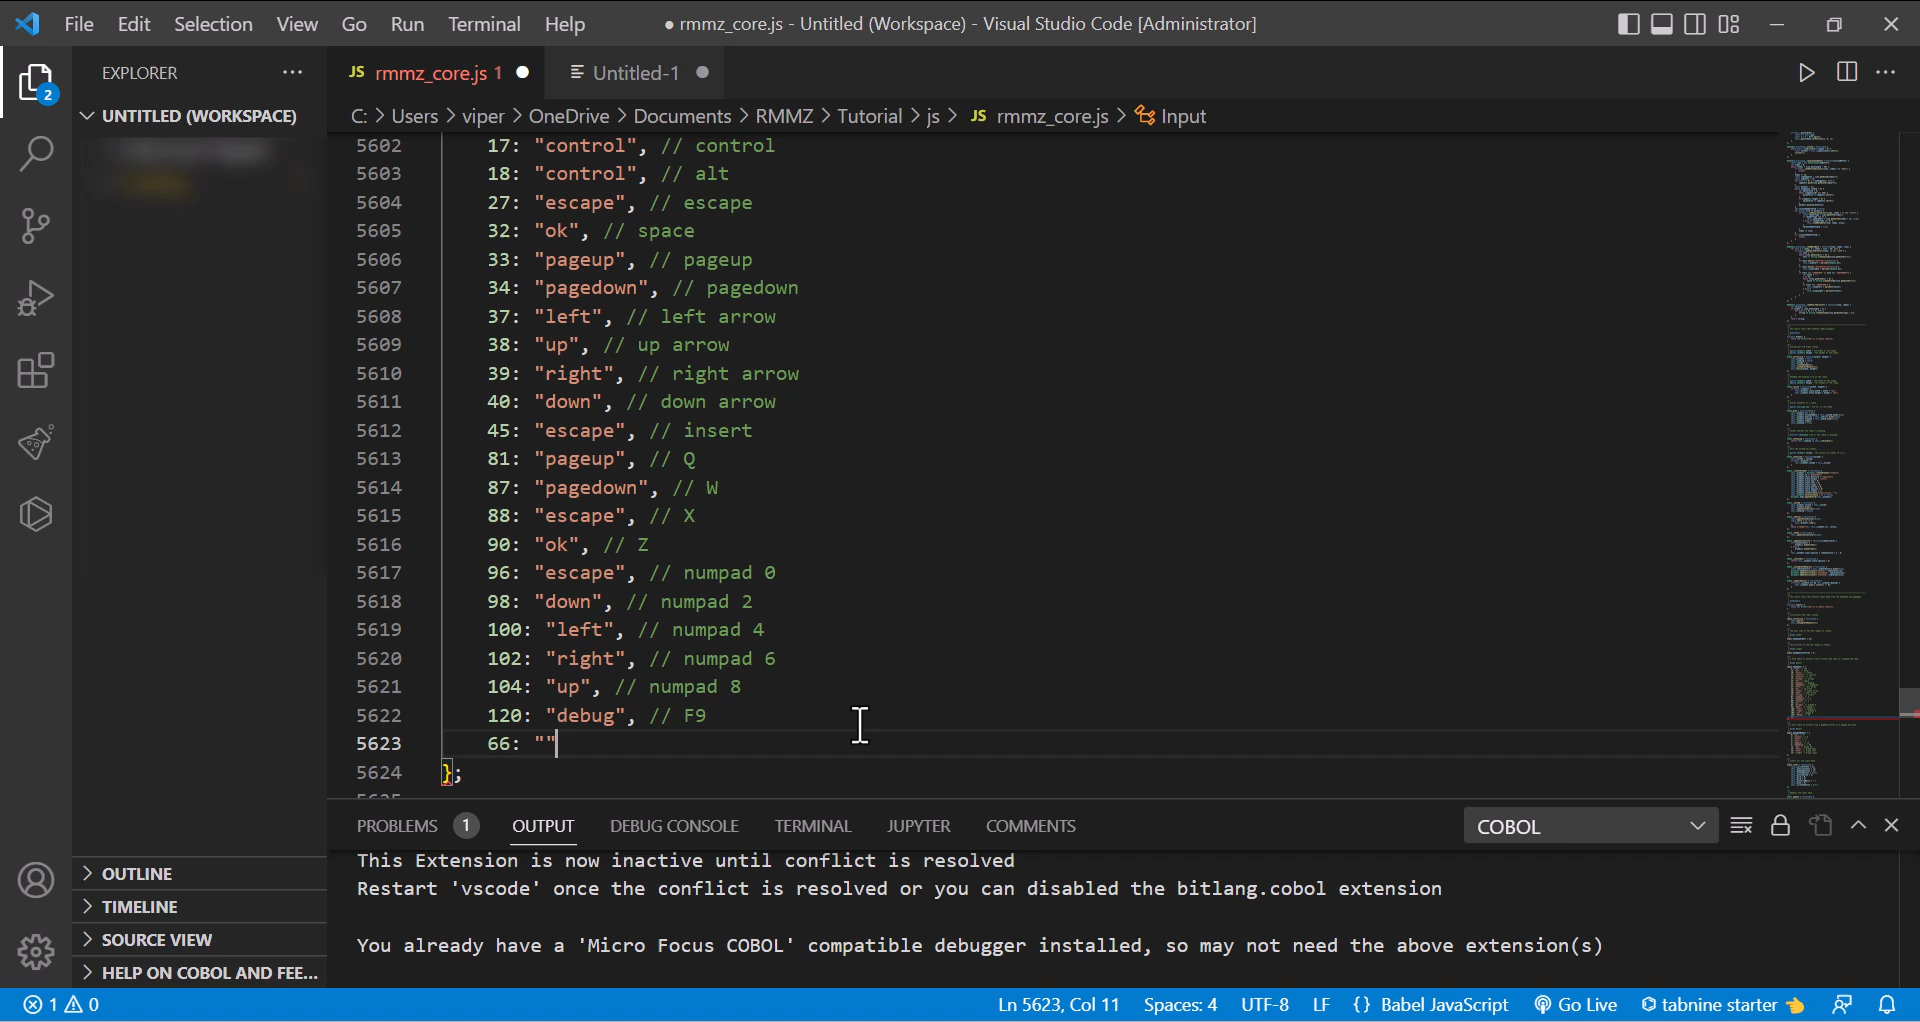 File Edit Selection View Go Run Terminal Help ● rmmz_core.js - Untitled (Workspace) - Visual Studio Code [Administrator]
EXPLORER ...
JS rmmz_core.js 1 ●
Untitled-1 ●
2
UNTITLED (WORKSPACE)
C: > Users > viper > OneDrive > Documents > RMMZ > Tutorial > js > JS rmmz_core.js > Input
5602 17: "control", // control
5603 18: "control", // alt
5604 27: "escape", // escape
5605 32: "ok", // space
5606 33: "pageup", // pageup
5607 34: "pagedown", // pagedown
5608 37: "left", // left arrow
5609 38: "up", // up arrow
5610 39: "right", // right arrow
5611 40: "down", // down arrow
5612 45: "escape", // insert
5613 81: "pageup", // Q
5614 87: "pagedown", // W
5615 88: "escape", // X
5616 90: "ok", // Z
5617 96: "escape", // numpad 0
5618 98: "down", // numpad 2
5619 100: "left", // numpad 4
5620 102: "right", // numpad 6
5621 104: "up", // numpad 8
5622 120: "debug", // F9
5623 66: ""
5624 };
OUTLINE
TIMELINE
SOURCE VIEW
HELP ON COBOL AND FEE...
PROBLEMS 1 OUTPUT DEBUG CONSOLE TERMINAL JUPYTER COMMENTS COBOL
This Extension is now inactive until conflict is resolved
Restart 'vscode' once the conflict is resolved or you can disabled the bitlang.cobol extension
You already have a 'Micro Focus COBOL' compatible debugger installed, so may not need the above extension(s)
1 0 Ln 5623, Col 11 Spaces: 4 UTF-8 LF {} Babel JavaScript Go Live tabnine starter 👈